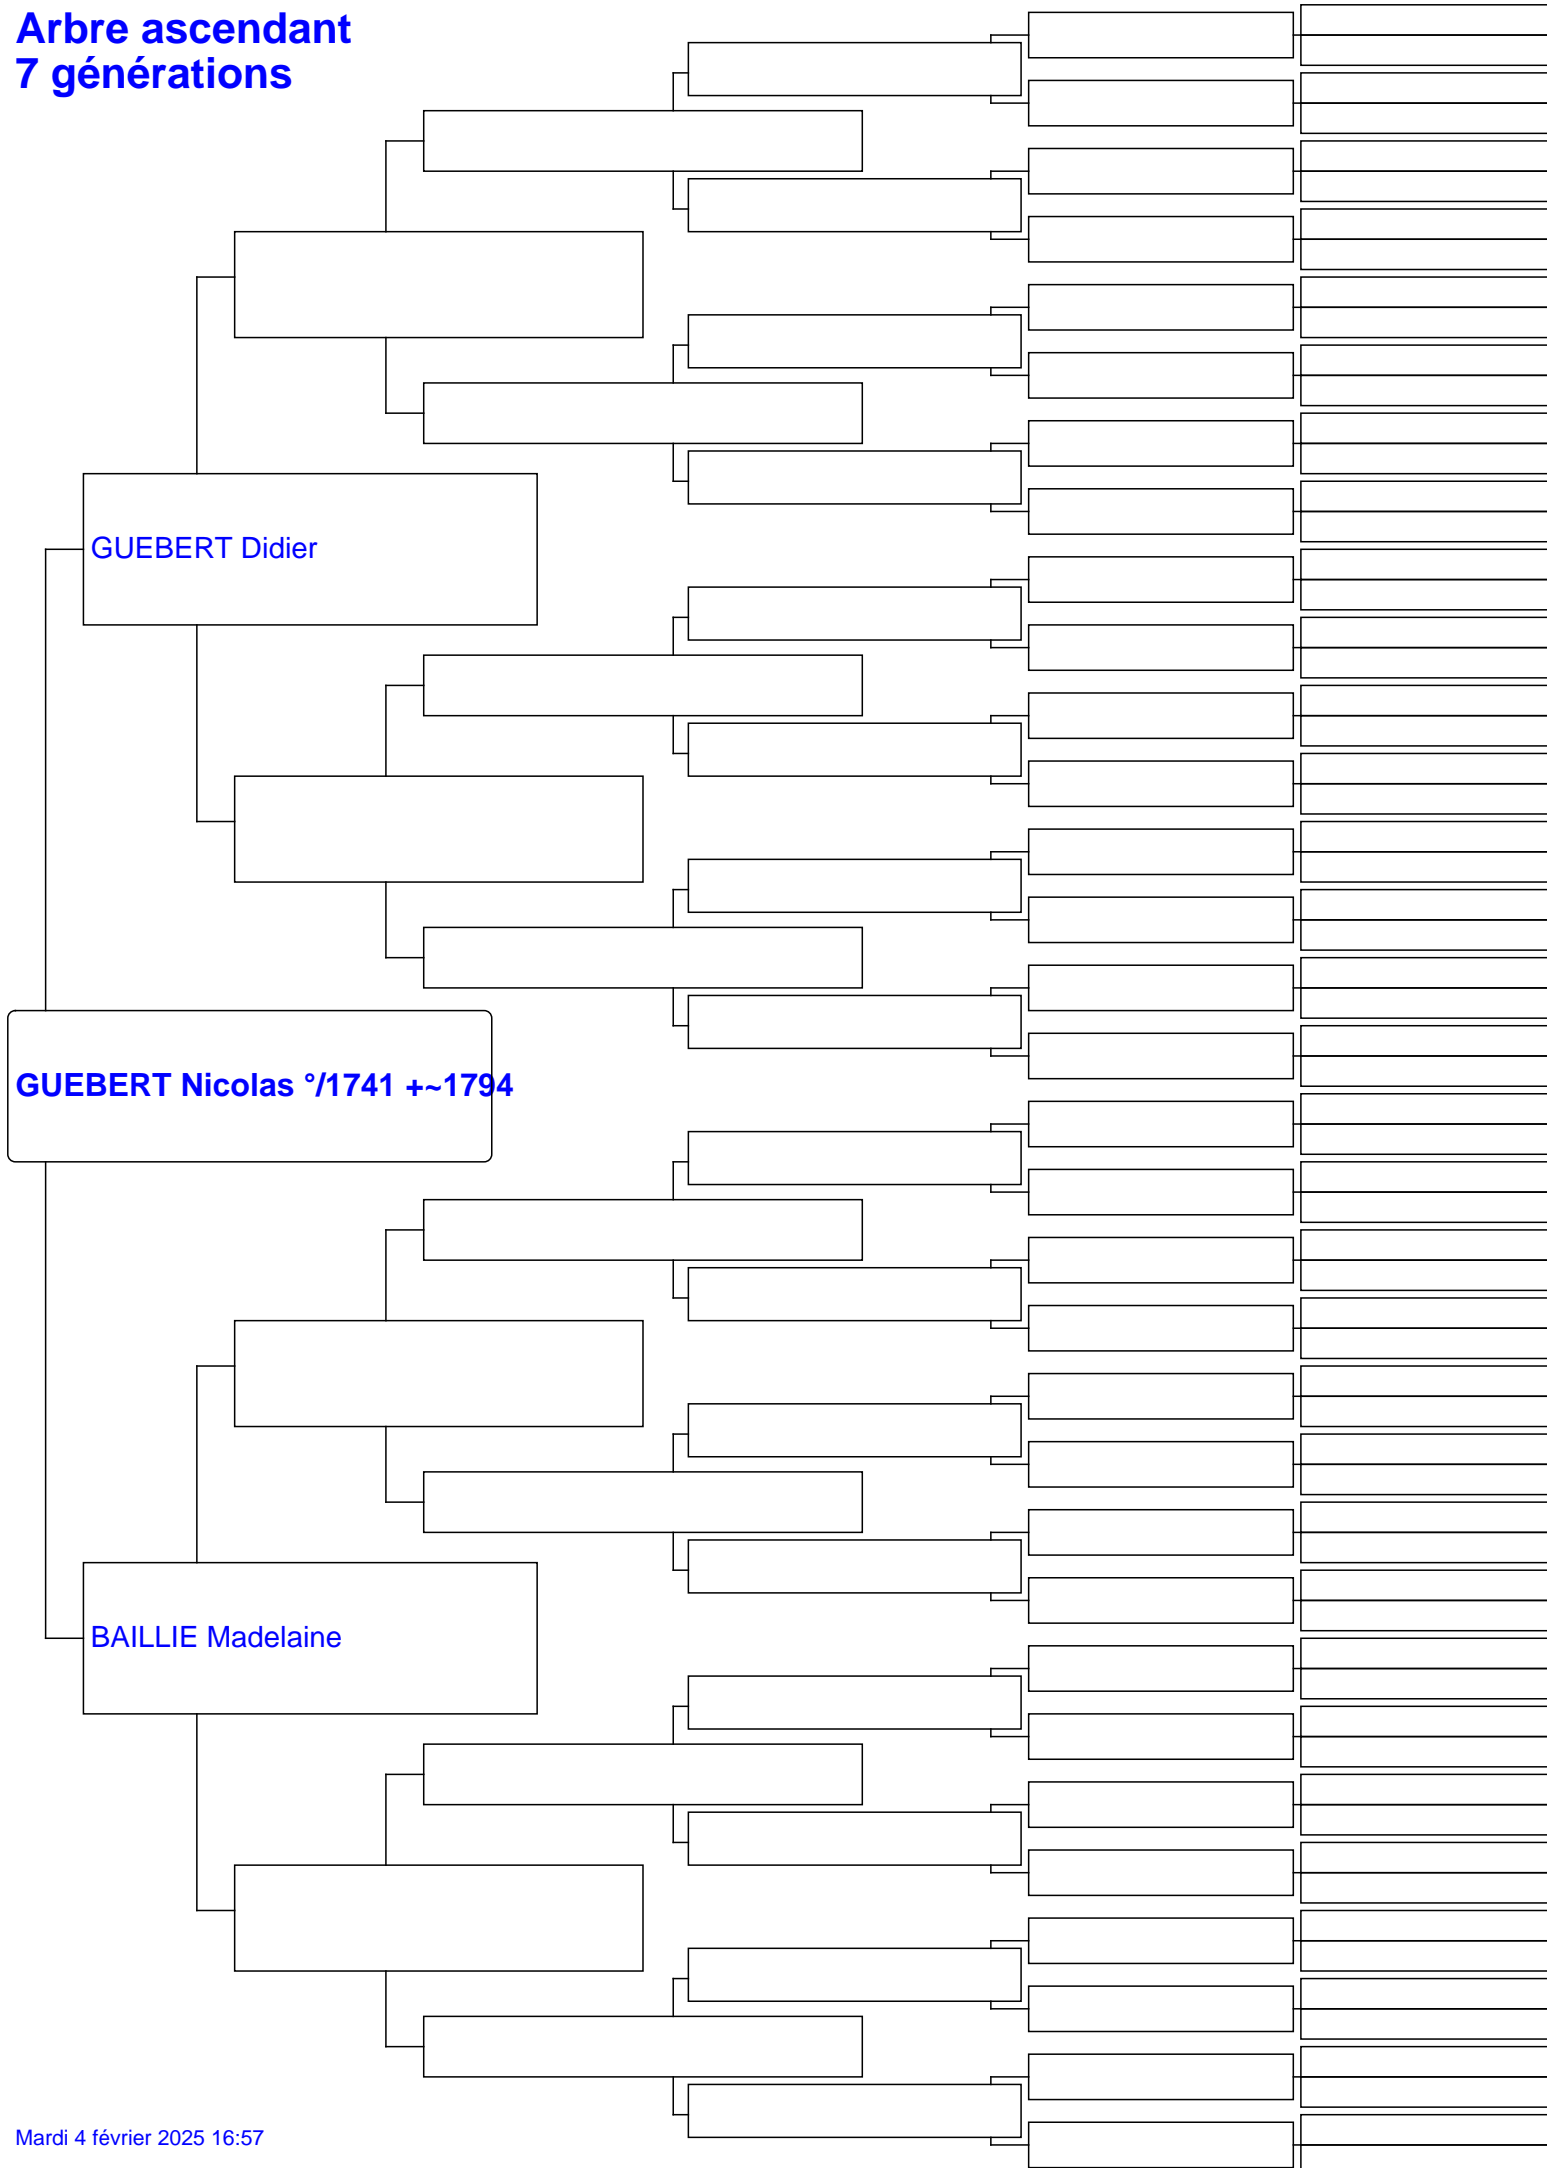 Arbre ascendant
7 générations
GUEBERT Didier
GUEBERT Nicolas °/1741 +~1794
BAILLIE Madelaine
Mardi 4 février 2025 16:57